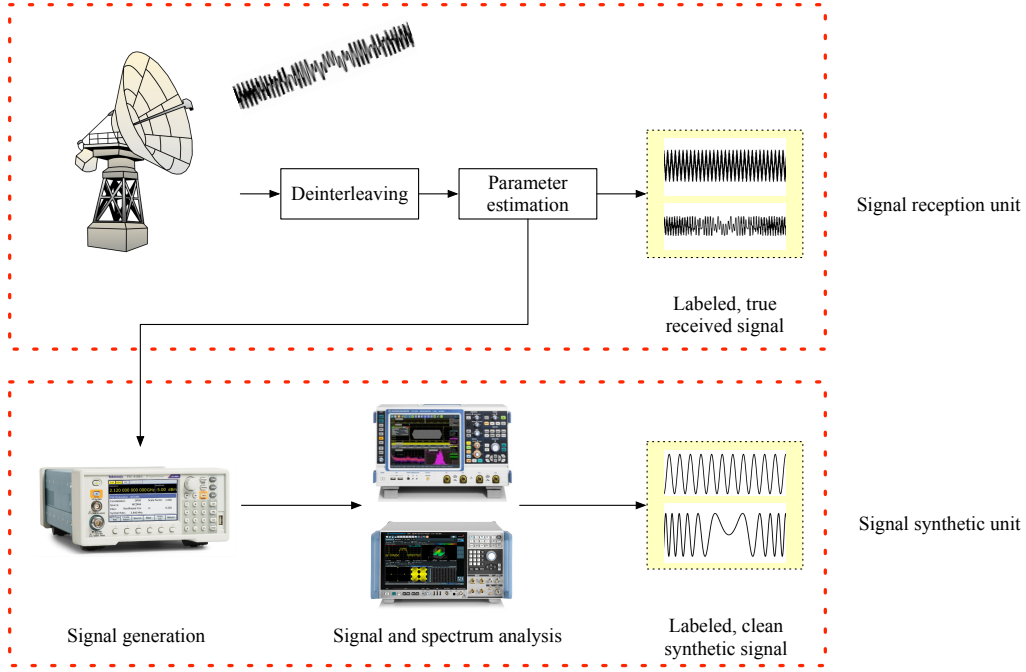 Deinterleaving
Parameter
estimation
Signal reception unit
Labeled, true
received signal
Signal synthetic unit
Signal generation
Signal and spectrum analysis
Labeled, clean
synthetic signal